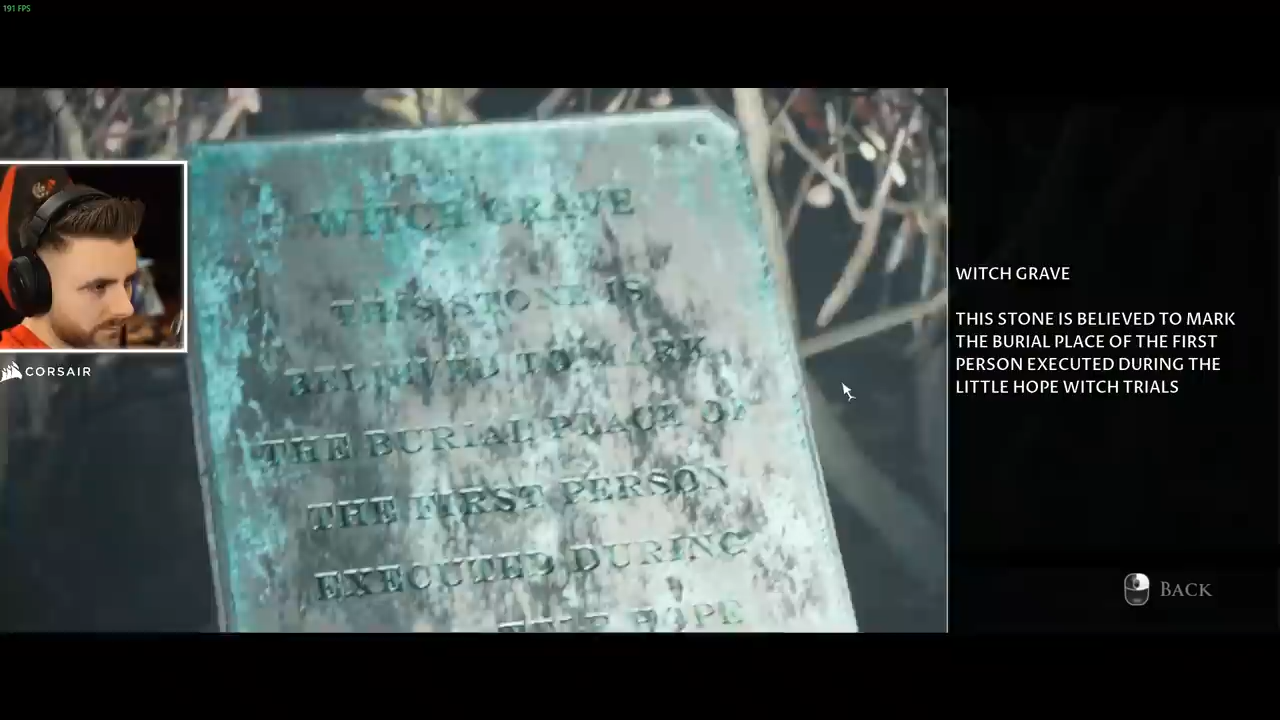 191 FPS
WITCH GRAVE
THIS STONE IS
BELIEVED TO MARK
THE BURIAL PLACE OF
THE FIRST PERSON
EXECUTED DURING
HOPE
CORSAIR
WITCH GRAVE
THIS STONE IS BELIEVED TO MARK
THE BURIAL PLACE OF THE FIRST
PERSON EXECUTED DURING THE
LITTLE HOPE WITCH TRIALS
BACK